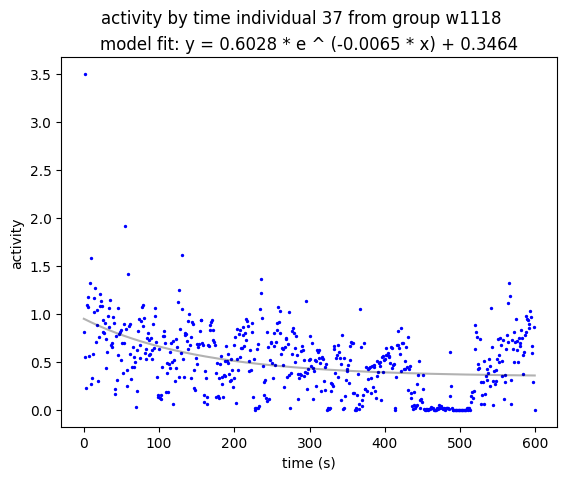 activity by time individual 37 from group w1118
model fit: y = 0.6028 * e ^ (-0.0065 * x) + 0.3464
3.5
3.0
2.5
2.0
1.5
1.0
0.5
0.0
activity
0 100 200 300 400 500 600
time (s)